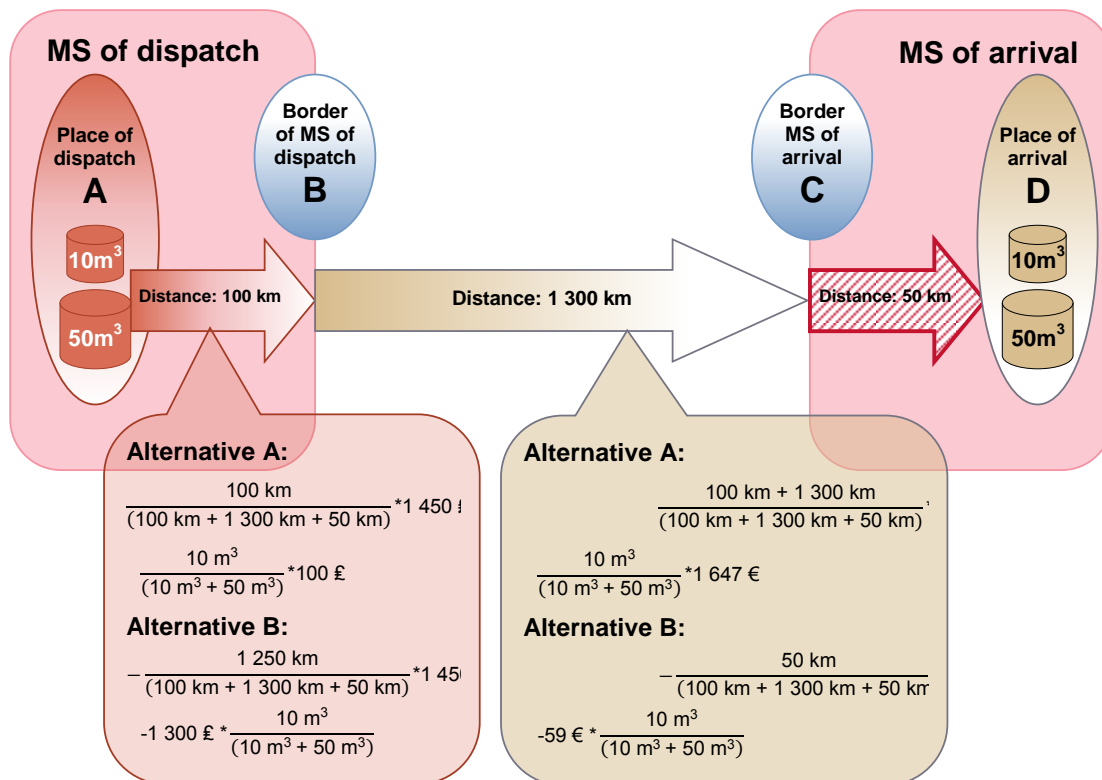 MS of dispatch
MS of arrival
Place of
dispatch
A
10m³
50m³
Border
of MS of
dispatch
B
Border
MS of
arrival
C
Place of
arrival
D
10m³
50m³
Distance: 100 km
Distance: 1 300 km
Distance: 50 km
Alternative A:
100 km
(100 km + 1 300 km + 50 km)
*1 450 ₤
10 m³
(10 m³ + 50 m³)
*100 ₤
Alternative B:
−
1 250 km
(100 km + 1 300 km + 50 km)
*1 450
-1 300 ₤ *
10 m³
(10 m³ + 50 m³)
Alternative A:
100 km + 1 300 km
(100 km + 1 300 km + 50 km)
10 m³
(10 m³ + 50 m³)
*1 647 €
Alternative B:
−
50 km
(100 km + 1 300 km + 50 km
-59 € *
10 m³
(10 m³ + 50 m³)